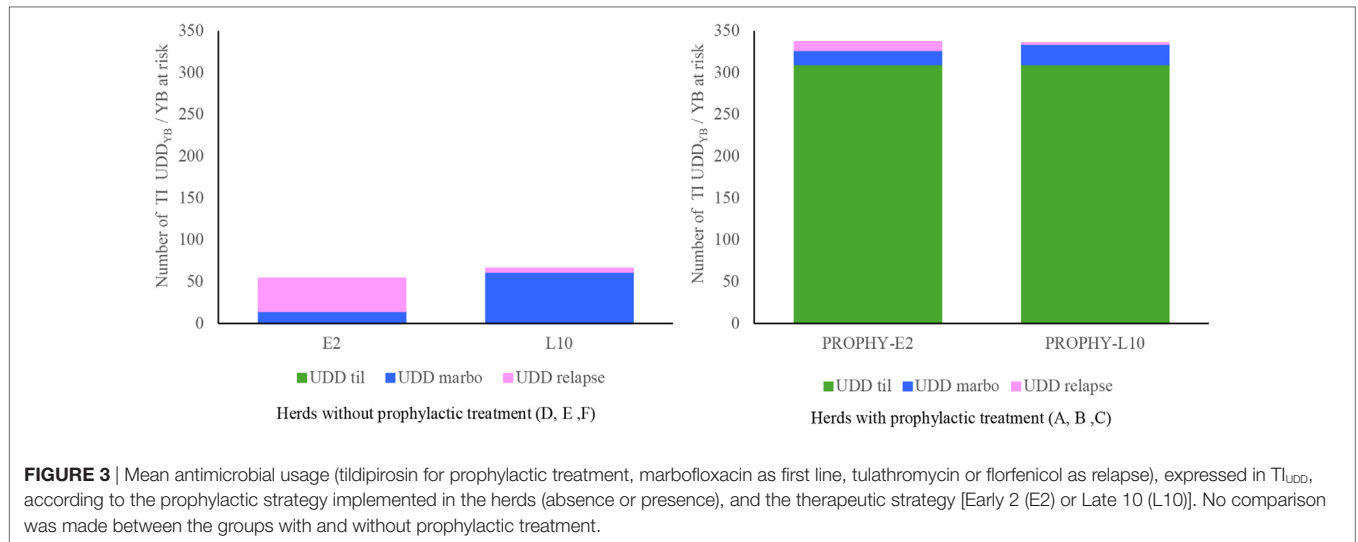 Number of TI UDD_YB / YB at risk
350
300
250
200
150
100
50
0
E2 L10
UDD til UDD marbo UDD relapse
Herds without prophylactic treatment (D, E ,F)
Number of TI UDD_YB / YB at risk
350
300
250
200
150
100
50
0
PROPHY-E2 PROPHY-L10
UDD til UDD marbo UDD relapse
Herds with prophylactic treatment (A, B ,C)
FIGURE 3 | Mean antimicrobial usage (tildipirosin for prophylactic treatment, marbofloxacin as first line, tulathromycin or florfenicol as relapse), expressed in TI_UDD,
according to the prophylactic strategy implemented in the herds (absence or presence), and the therapeutic strategy [Early 2 (E2) or Late 10 (L10)]. No comparison
was made between the groups with and without prophylactic treatment.